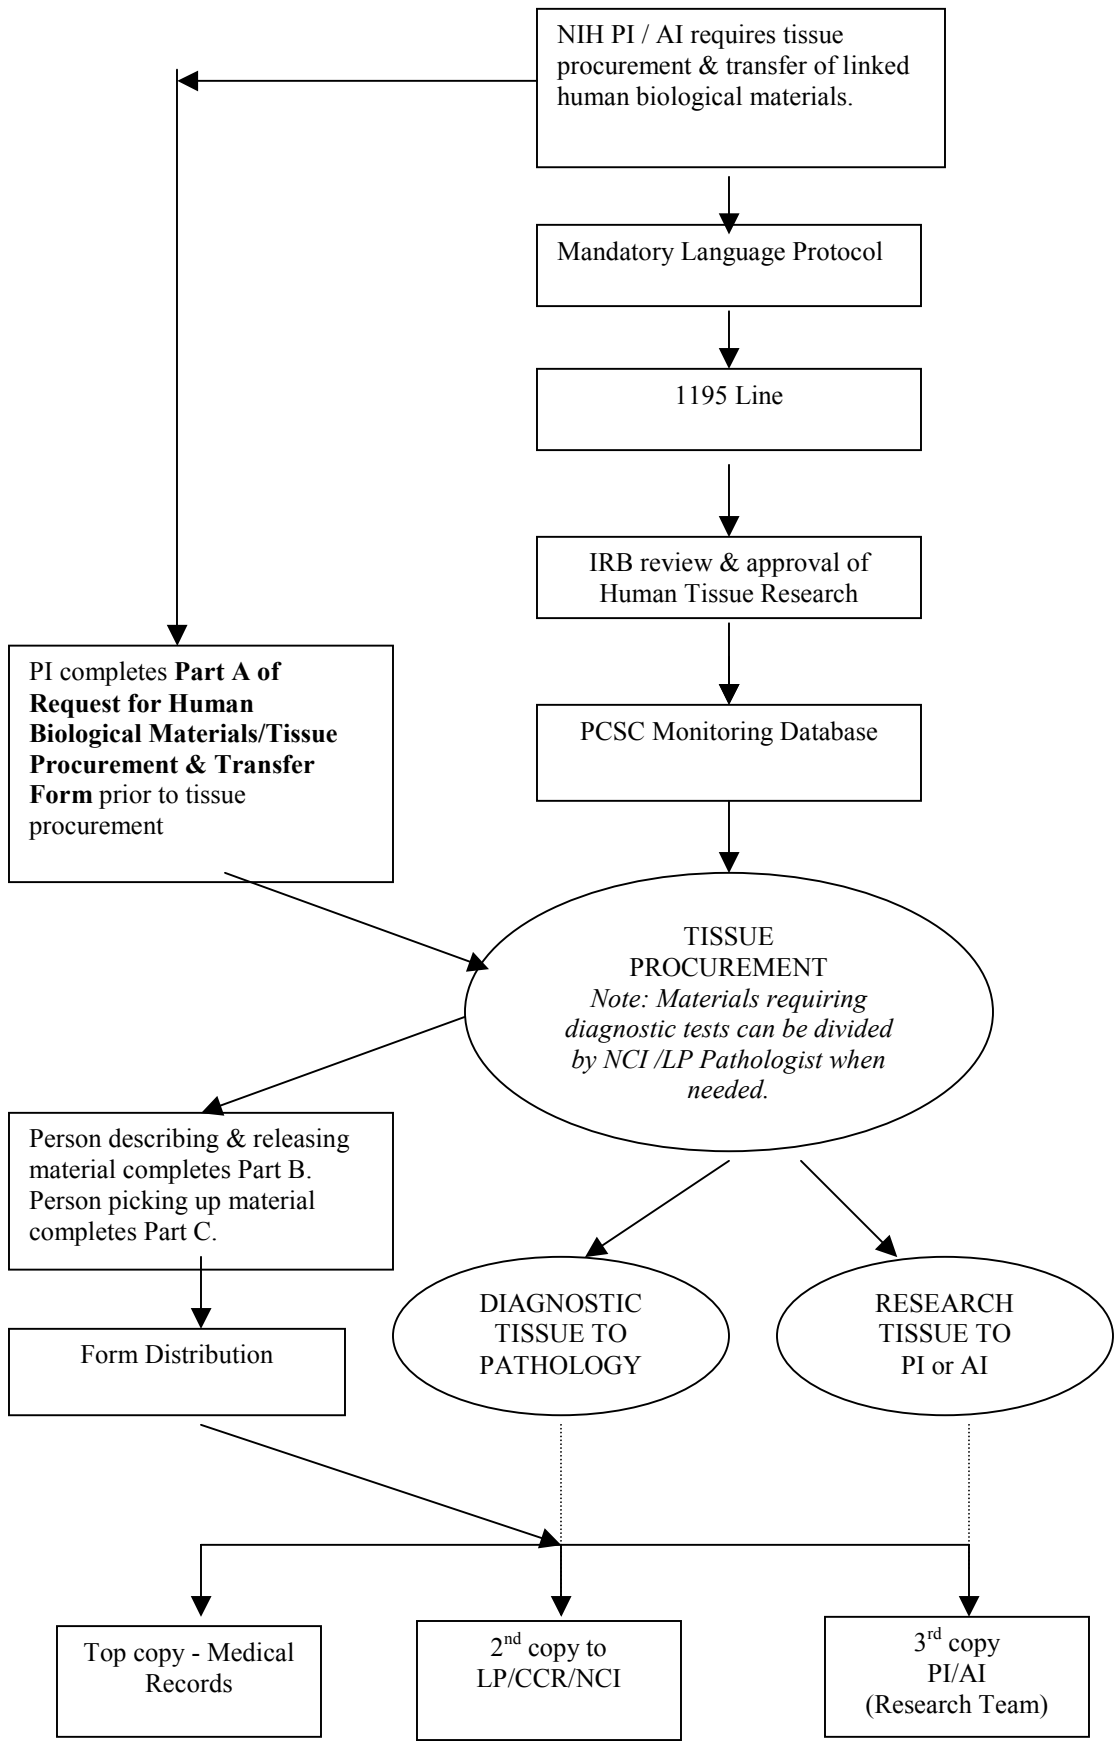 NIH PI / AI requires tissue
procurement & transfer of linked
human biological materials.
Mandatory Language Protocol
1195 Line
IRB review & approval of
Human Tissue Research
PI completes Part A of
Request for Human
Biological Materials/Tissue
Procurement & Transfer
Form prior to tissue
procurement
PCSC Monitoring Database
TISSUE
PROCUREMENT
Note: Materials requiring
diagnostic tests can be divided
by NCI /LP Pathologist when
needed.
Person describing & releasing
material completes Part B.
Person picking up material
completes Part C.
Form Distribution
DIAGNOSTIC
TISSUE TO
PATHOLOGY
RESEARCH
TISSUE TO
PI or AI
Top copy - Medical
Records
2nd copy to
LP/CCR/NCI
3rd copy
PI/AI
(Research Team)